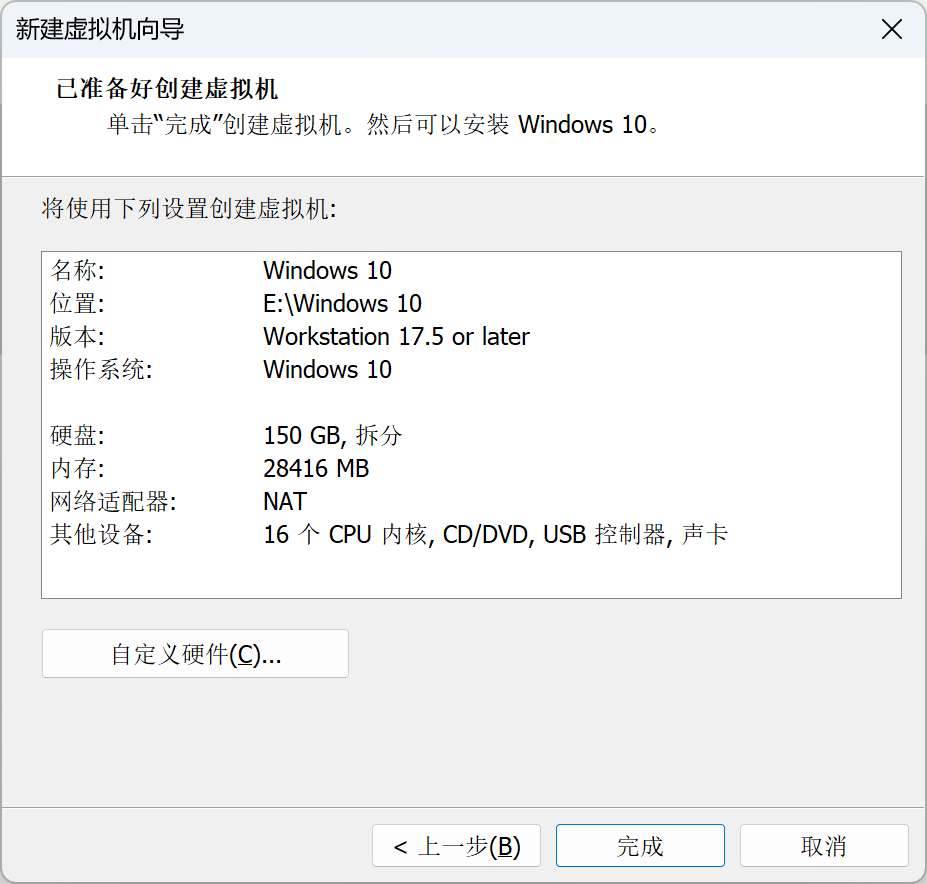 新建虚拟机向导
已准备好创建虚拟机
单击“完成”创建虚拟机。然后可以安装 Windows 10。
将使用下列设置创建虚拟机:
名称: Windows 10
位置: E:\Windows 10
版本: Workstation 17.5 or later
操作系统: Windows 10
硬盘: 150 GB, 拆分
内存: 28416 MB
网络适配器: NAT
其他设备: 16 个 CPU 内核, CD/DVD, USB 控制器, 声卡
自定义硬件(C)...
< 上一步(B) 完成 取消